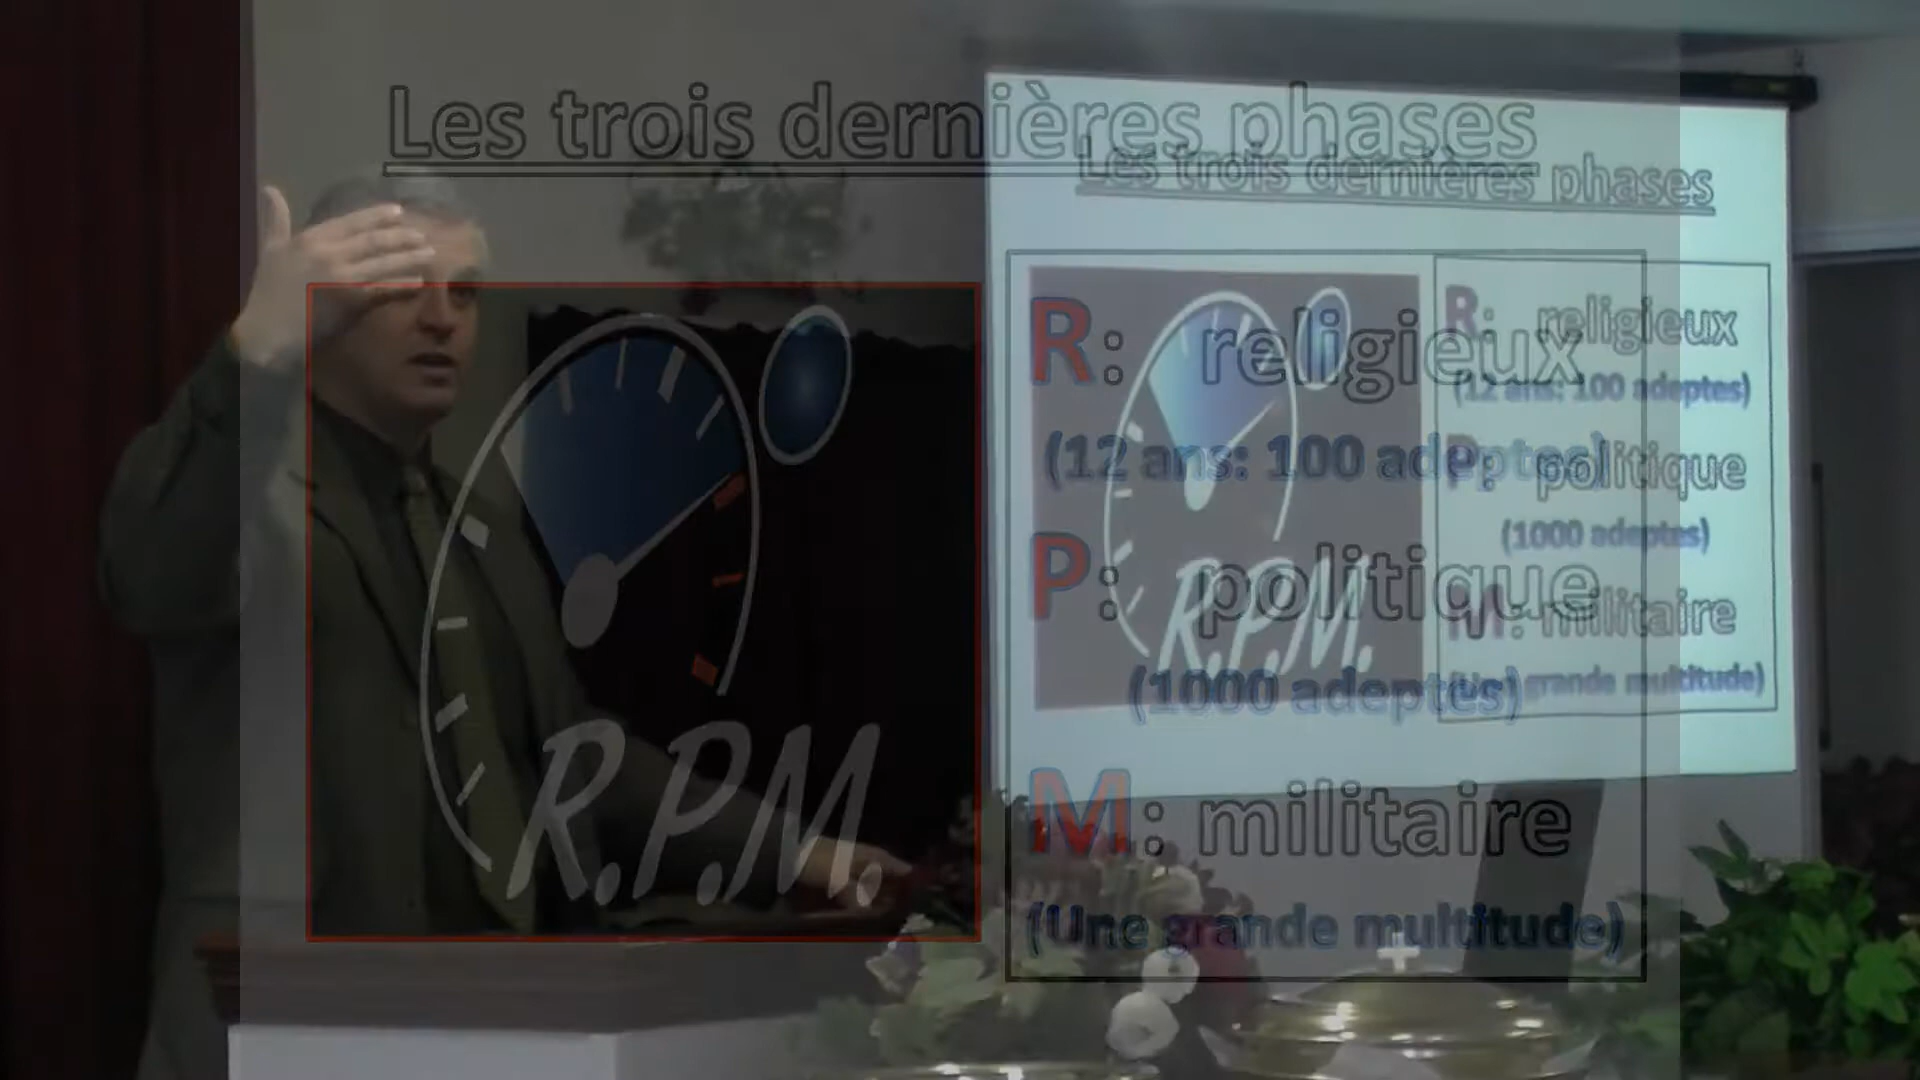 Les trois dernières phases
R.P.M.
R: religieux
(12 ans: 100 adeptes)
P: politique
(1000 adeptes)
M: militaire
(Une grande multitude)
Les trois dernières phases
R.P.M.
R: religieux
(12 ans: 100 adeptes)
P: politique
(1000 adeptes)
M: militaire
grande multitude)